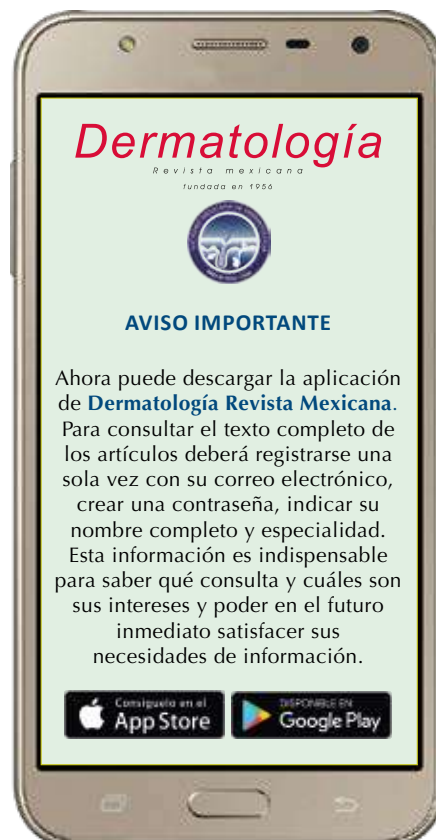 Dermatología
Revista mexicana
fundada en 1956
AVISO IMPORTANTE
Ahora puede descargar la aplicación
de Dermatología Revista Mexicana.
Para consultar el texto completo de
los artículos deberá registrarse una
sola vez con su correo electrónico,
crear una contraseña, indicar su
nombre completo y especialidad.
Esta información es indispensable
para saber qué consulta y cuáles son
sus intereses y poder en el futuro
inmediato satisfacer sus
necesidades de información.
Consíguelo en el
App Store
DISPONIBLE EN
Google Play